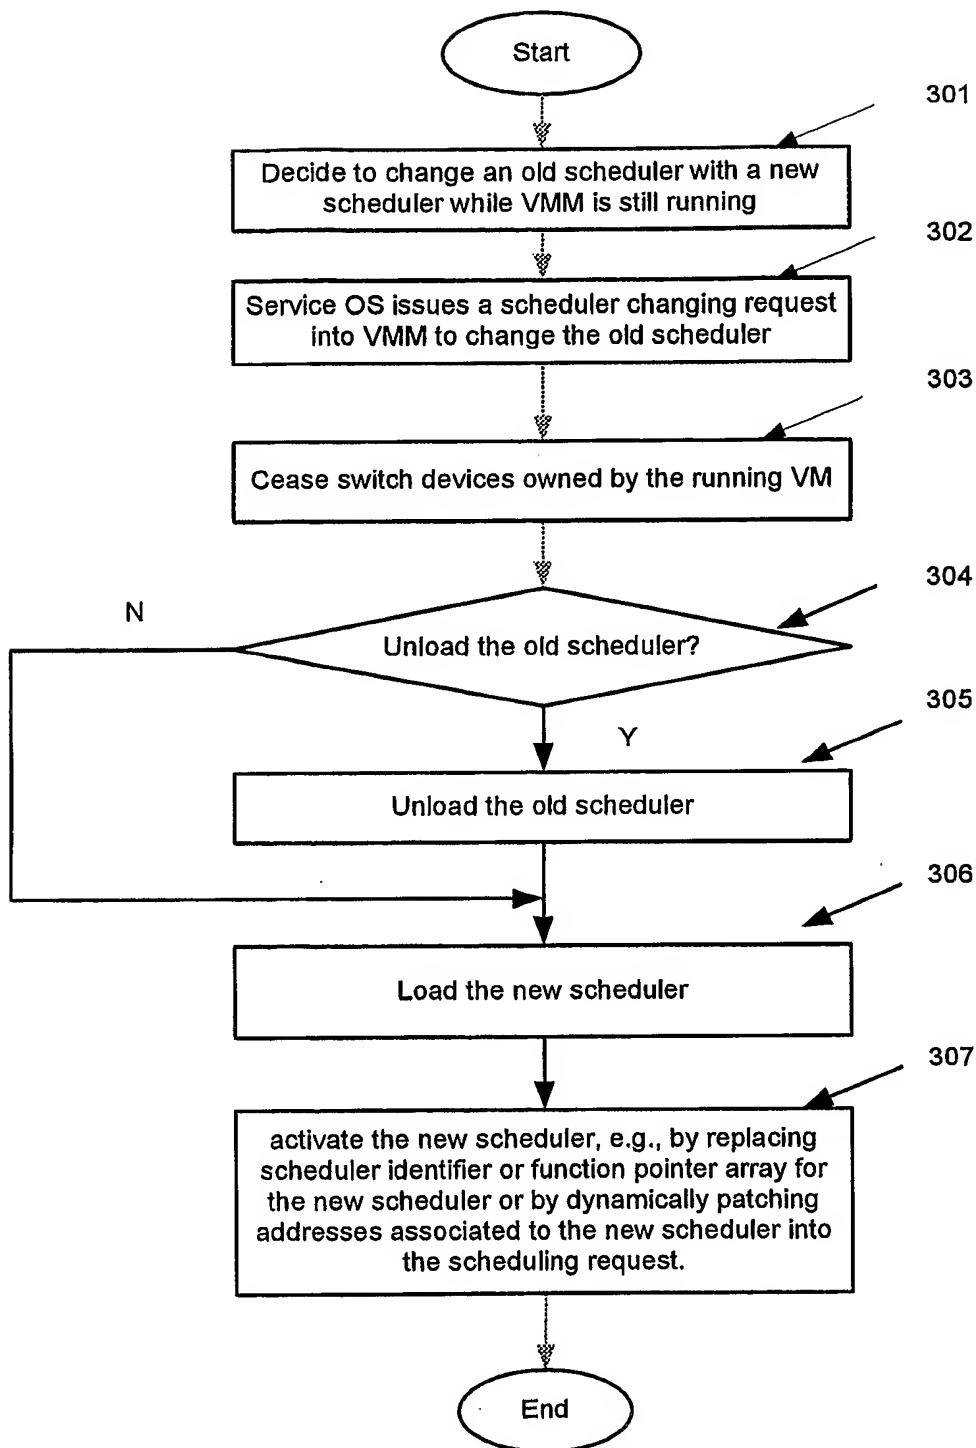 Start
301
Decide to change an old scheduler with a new
scheduler while VMM is still running
302
Service OS issues a scheduler changing request
into VMM to change the old scheduler
303
Cease switch devices owned by the running VM
304
N
Unload the old scheduler?
305
Y
Unload the old scheduler
306
Load the new scheduler
307
activate the new scheduler, e.g., by replacing
scheduler identifier or function pointer array for
the new scheduler or by dynamically patching
addresses associated to the new scheduler into
the scheduling request.
End